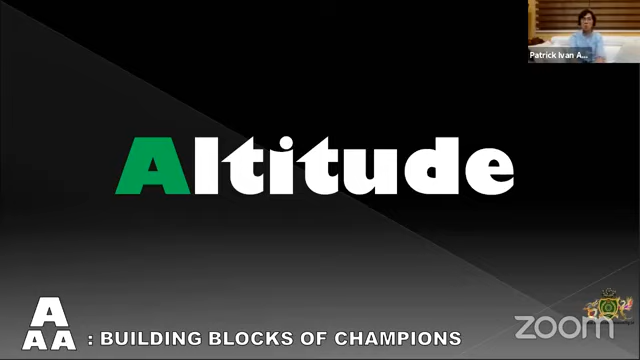 Patrick Ivan A...
Altitude
A
AA : BUILDING BLOCKS OF CHAMPIONS
zoom